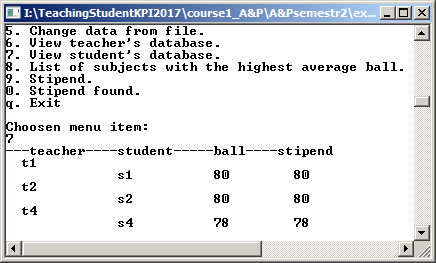 I:\TeachingStudentKPI2017\course1_A&P\A&Psemestr2\ex...
5. Change data from file.
6. View teacher's database.
7. View student's database.
8. List of subjects with the highest average ball.
9. Stipend.
0. Stipend found.
q. Exit
Choosen menu item:
7
---teacher----student-----ball----stipend
t1
s1 80 80
t2
s2 80 80
t4
s4 78 78